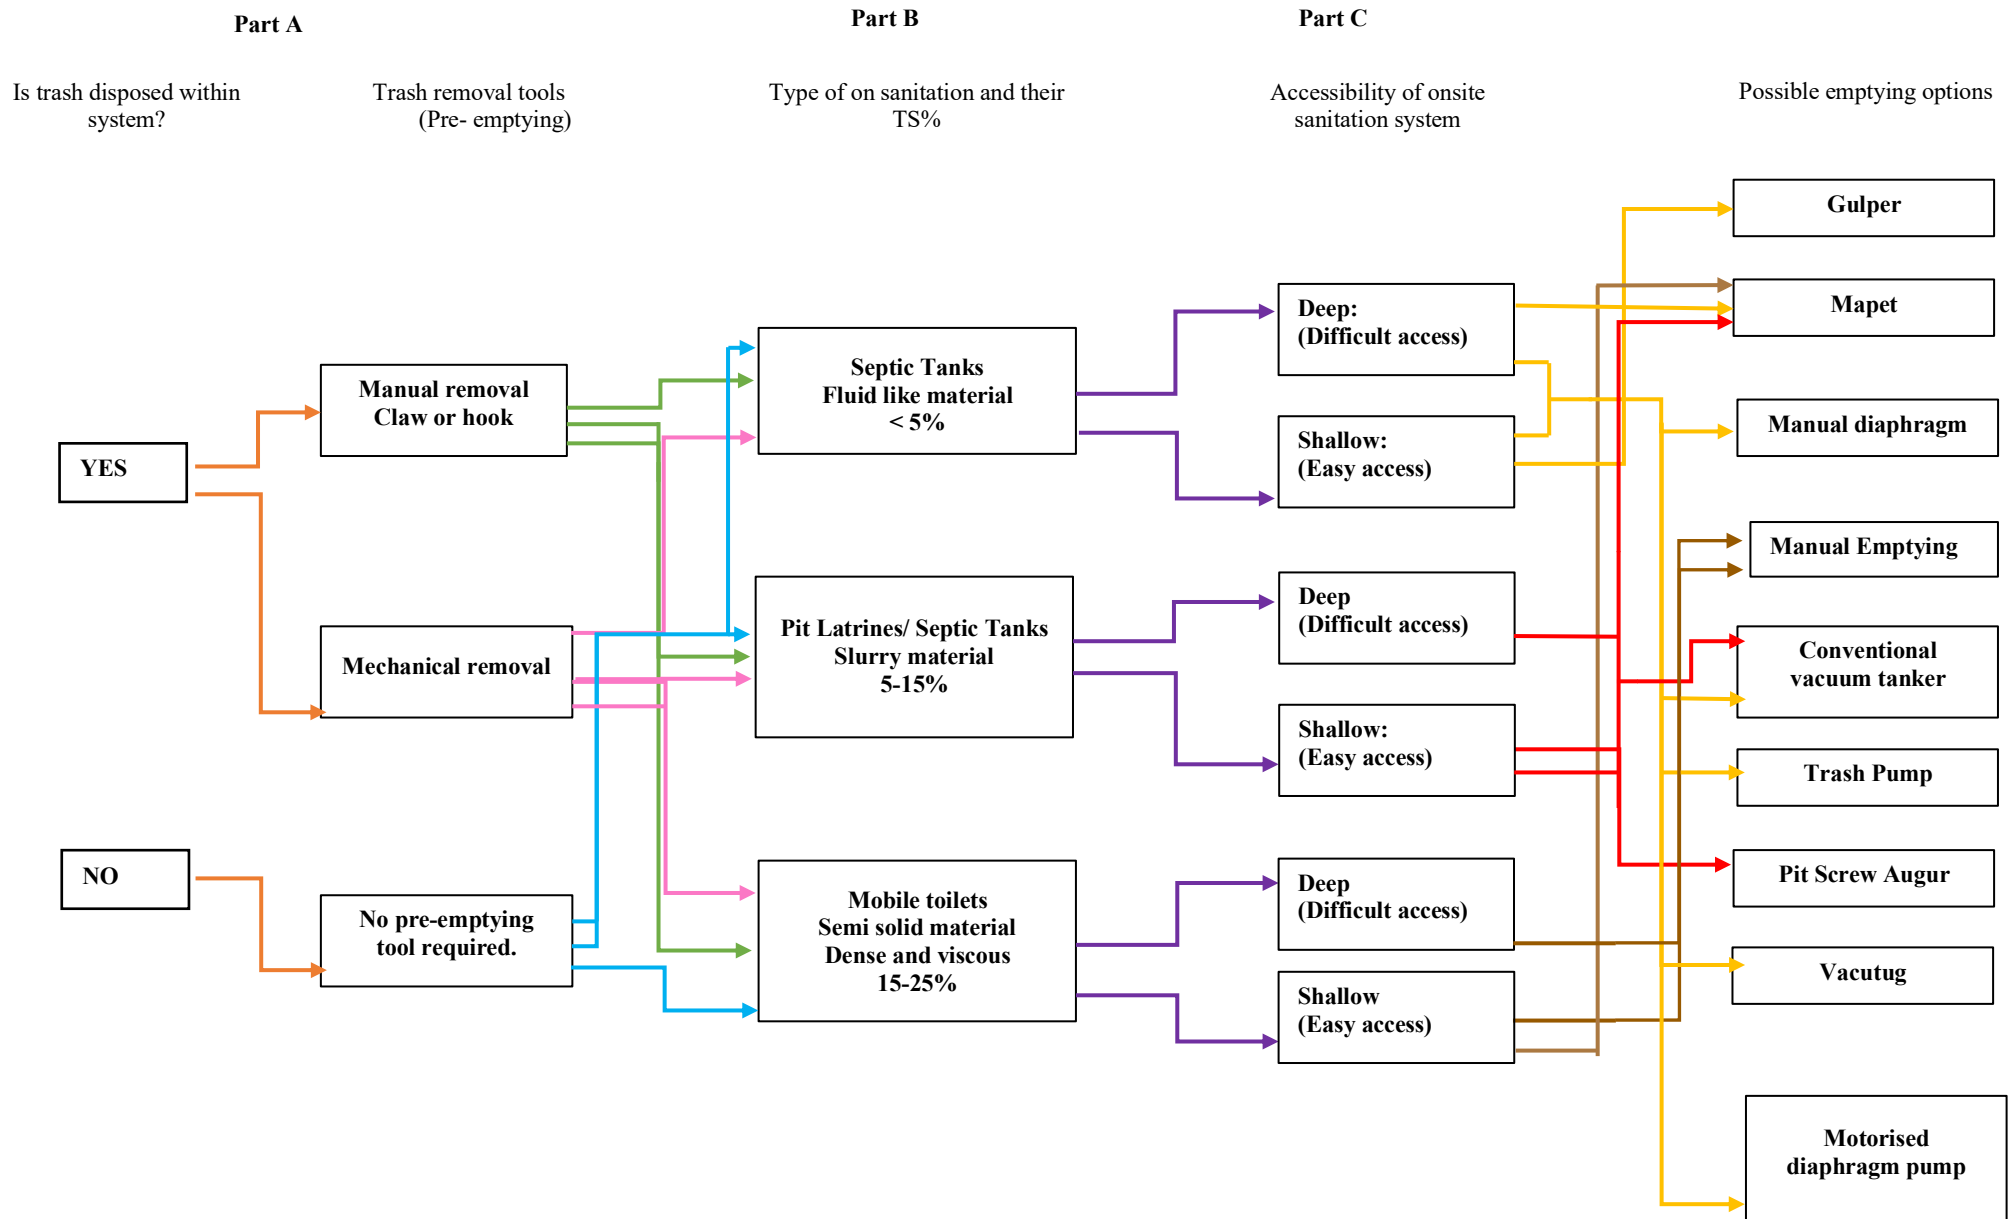 Part A
Part B
Part C
Is trash disposed within
system?
Trash removal tools
(Pre- emptying)
Type of on sanitation and their
TS%
Accessibility of onsite
sanitation system
Possible emptying options
YES
NO
Manual removal
Claw or hook
Mechanical removal
No pre-emptying
tool required.
Septic Tanks
Fluid like material
< 5%
Pit Latrines/ Septic Tanks
Slurry material
5-15%
Mobile toilets
Semi solid material
Dense and viscous
15-25%
Deep:
(Difficult access)
Shallow:
(Easy access)
Deep
(Difficult access)
Shallow:
(Easy access)
Deep
(Difficult access)
Shallow
(Easy access)
Gulper
Mapet
Manual diaphragm
Manual Emptying
Conventional
vacuum tanker
Trash Pump
Pit Screw Augur
Vacutug
Motorised
diaphragm pump